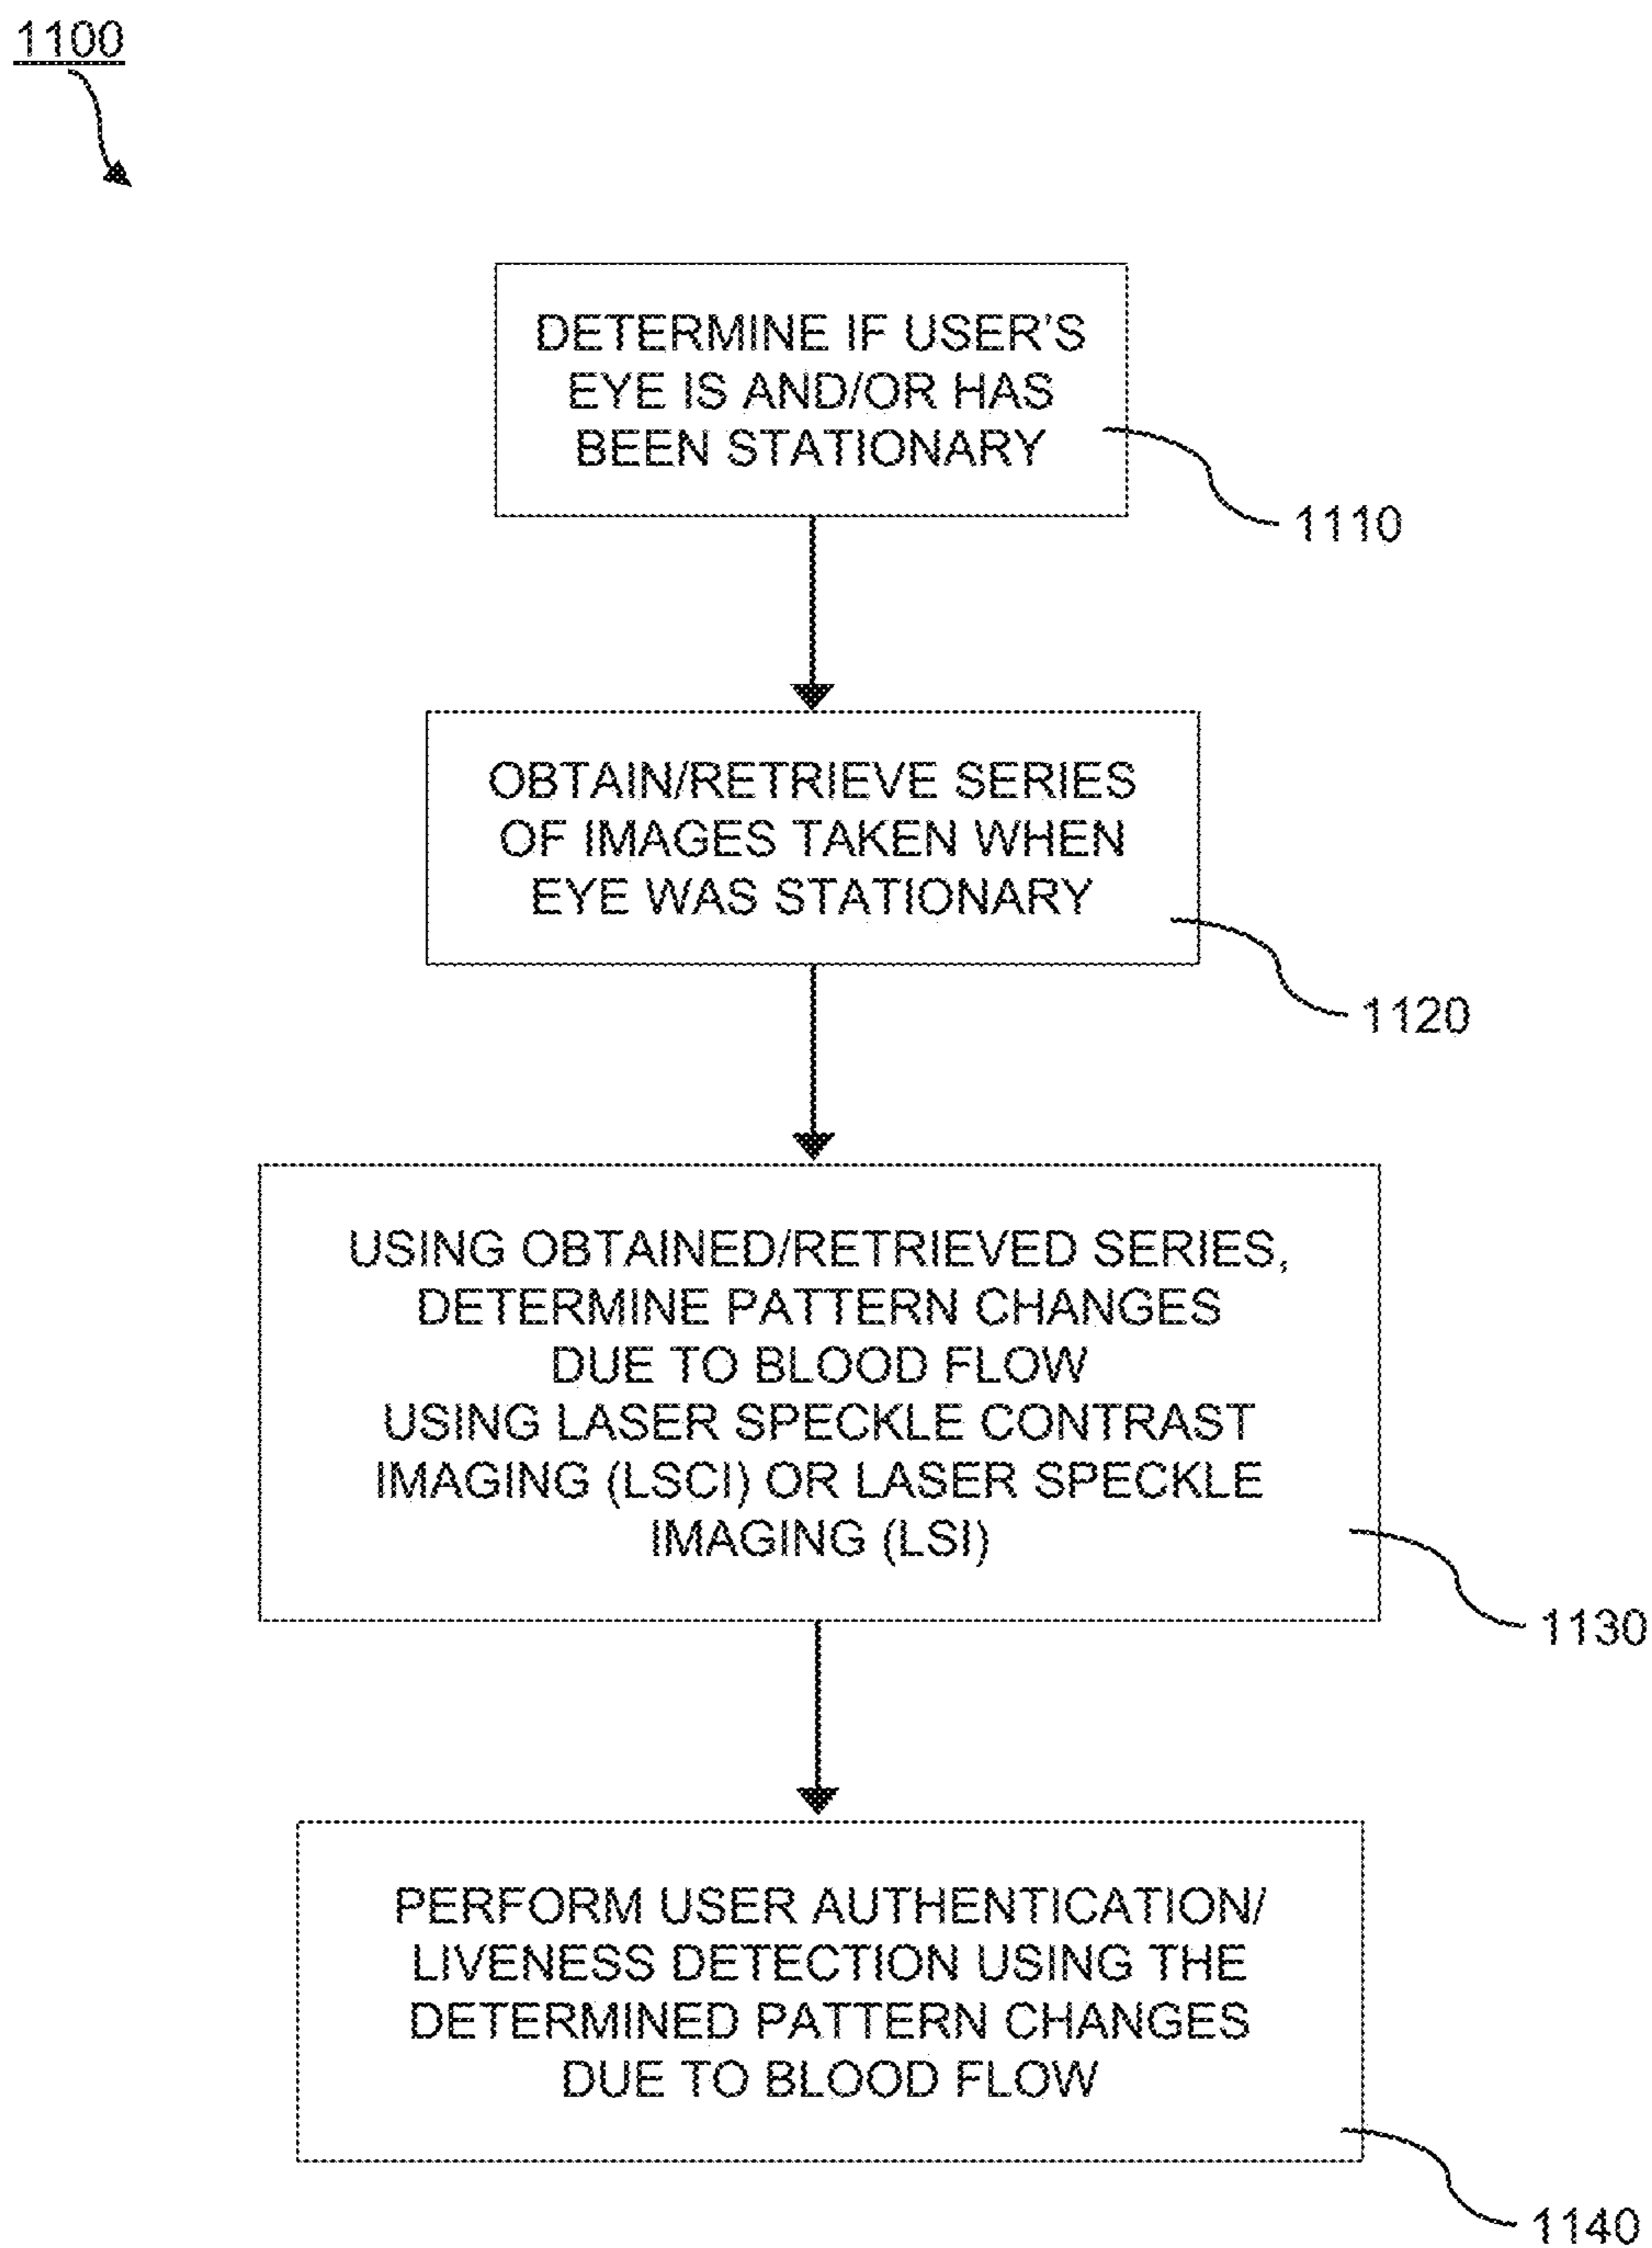 1100
DETERMINE IF USER'S
EYE IS AND/OR HAS
BEEN STATIONARY
1110
OBTAIN/RETRIEVE SERIES
OF IMAGES TAKEN WHEN
EYE WAS STATIONARY
1120
USING OBTAINED/RETRIEVED SERIES,
DETERMINE PATTERN CHANGES
DUE TO BLOOD FLOW
USING LASER SPECKLE CONTRAST
IMAGING (LSCI) OR LASER SPECKLE
IMAGING (LSI)
1130
PERFORM USER AUTHENTICATION/
LIVENESS DETECTION USING THE
DETERMINED PATTERN CHANGES
DUE TO BLOOD FLOW
1140